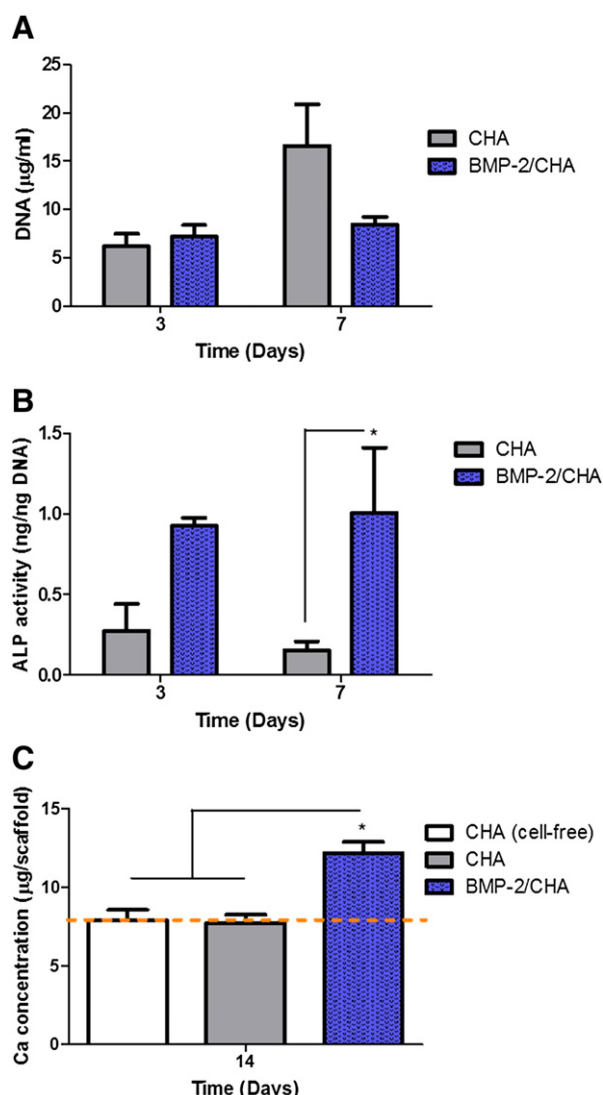 A
DNA (µg/ml)
25
20
15
10
5
0
3
7
Time (Days)
CHA
BMP-2/CHA
B
ALP activity (ng/ng DNA)
1.5
1.0
0.5
0.0
*
3
7
Time (Days)
CHA
BMP-2/CHA
C
Ca concentration (µg/scaffold)
15
10
5
0
*
14
Time (Days)
CHA (cell-free)
CHA
BMP-2/CHA